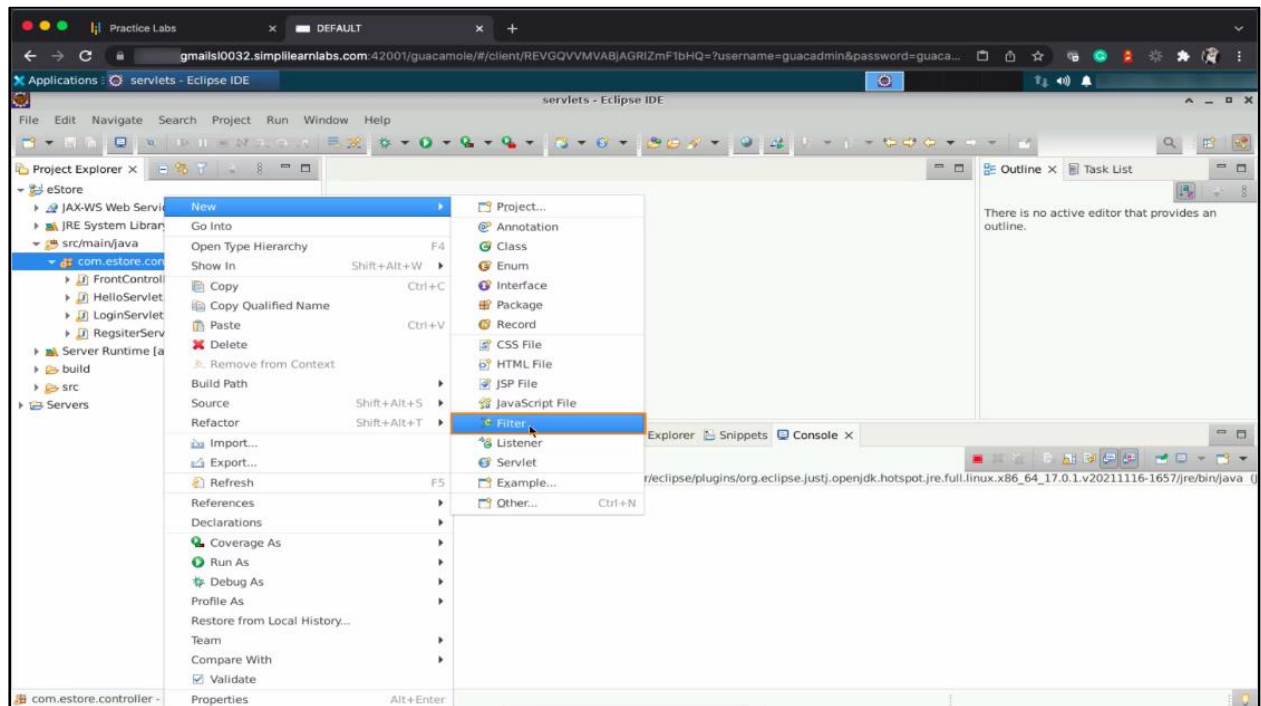 Practice Labs
DEFAULT
gmailsl0032.simplilearnlabs.com:42001/guacamole/#/client/REVGQVVMVABjAGRlZmF1bHQ=?username=guacadmin&password=guaca...
Applications
servlets - Eclipse IDE
servlets - Eclipse IDE
File Edit Navigate Search Project Run Window Help
Project Explorer
eStore
JAX-WS Web Servi
JRE System Librar
src/main/java
com.estore.con
FrontControl
HelloServlet
LoginServlet
RegsiterServ
Server Runtime [a
build
src
Servers
New
Go Into
Open Type Hierarchy F4
Show In Shift+Alt+W
Copy Ctrl+C
Copy Qualified Name
Paste Ctrl+V
Delete
Remove from Context
Build Path
Source Shift+Alt+S
Refactor Shift+Alt+T
Import...
Export...
Refresh F5
References
Declarations
Coverage As
Run As
Debug As
Profile As
Restore from Local History...
Team
Compare With
Validate
Properties Alt+Enter
Project...
Annotation
Class
Enum
Interface
Package
Record
CSS File
HTML File
JSP File
JavaScript File
Filter
Listener
Servlet
Example...
Other... Ctrl+N
Outline
Task List
There is no active editor that provides an
outline.
Explorer Snippets Console
r/eclipse/plugins/org.eclipse.justj.openjdk.hotspot.jre.full.linux.x86_64_17.0.1.v20211116-1657/jre/bin/java (J
com.estore.controller -